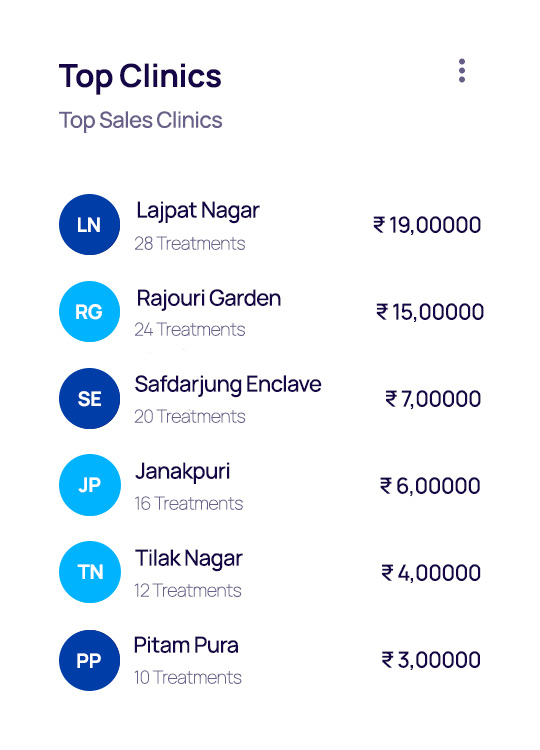 Top Clinics
Top Sales Clinics
LN Lajpat Nagar ₹ 19,00000
28 Treatments
RG Rajouri Garden ₹ 15,00000
24 Treatments
SE Safdarjung Enclave ₹ 7,00000
20 Treatments
JP Janakpuri ₹ 6,00000
16 Treatments
TN Tilak Nagar ₹ 4,00000
12 Treatments
PP Pitam Pura ₹ 3,00000
10 Treatments